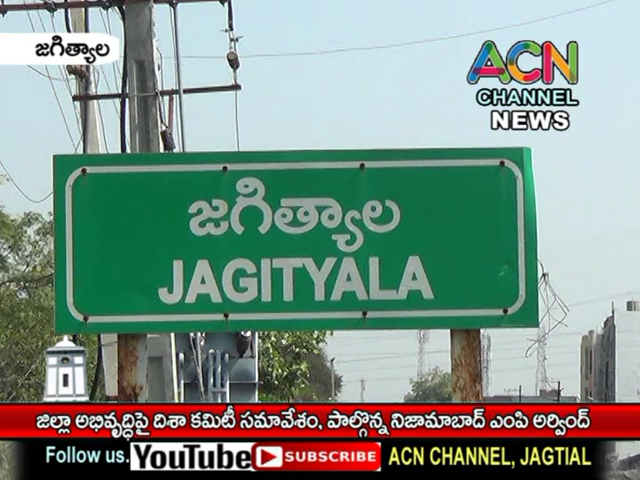 జగిత్యాల
ACN
CHANNEL
NEWS
జగిత్యాల
JAGITYALA
జిల్లా అభివృద్ధిపై దిశా కమిటీ సమావేశం, పాల్గొన్న నిజామాబాద్ ఎంపి అర్వింద్
Follow us. YouTube SUBSCRIBE ACN CHANNEL, JAGTIAL